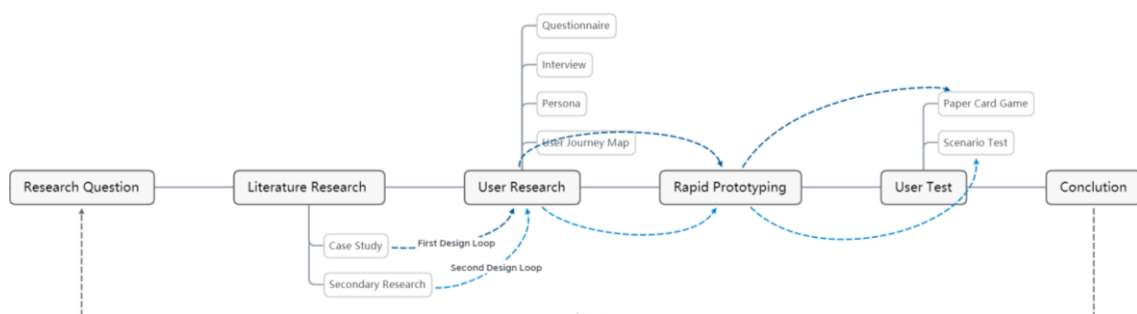 Questionnaire
Interview
Persona
User Journey Map
Paper Card Game
Scenario Test
Research Question
Literature Research
User Research
Rapid Prototyping
User Test
Conclution
Case Study
First Design Loop
Second Design Loop
Secondary Research